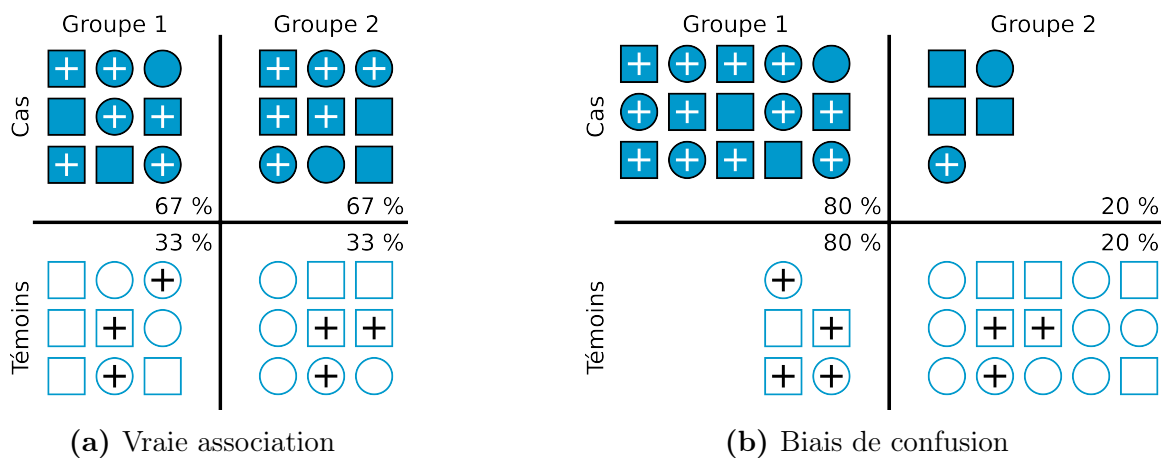 Groupe 1 Groupe 2
Cas
67 % 67 %
33 % 33 %
Témoins
(a) Vraie association
Groupe 1 Groupe 2
Cas
80 % 20 %
80 % 20 %
Témoins
(b) Biais de confusion